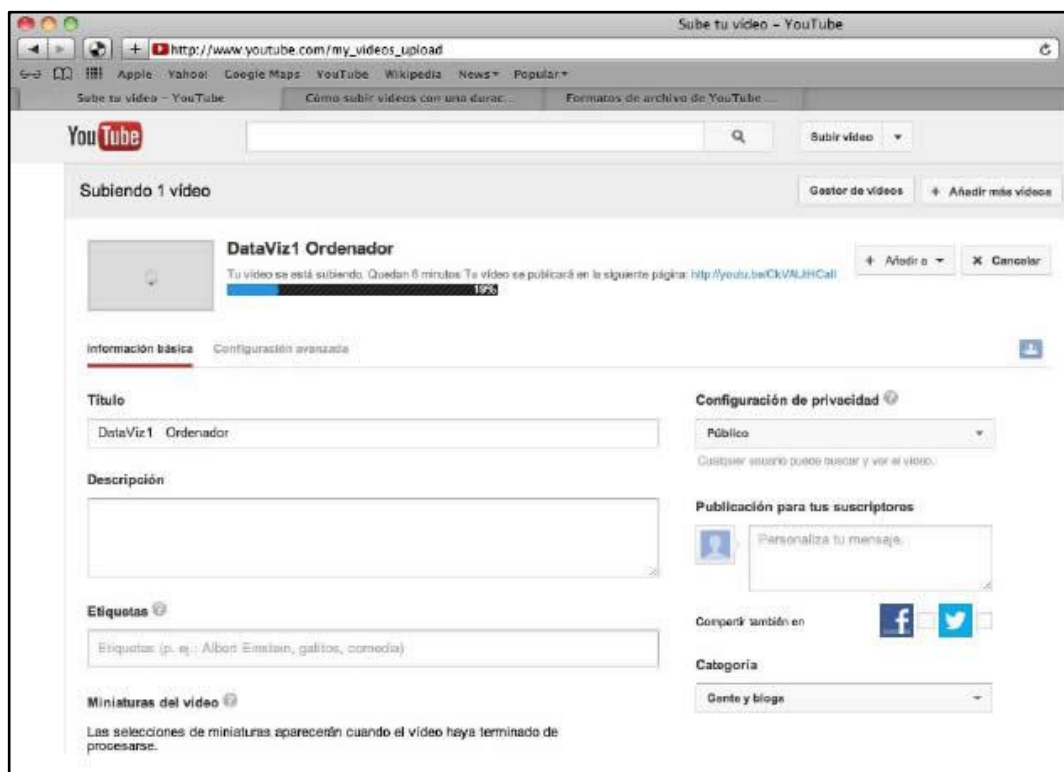 Sube tu vídeo – YouTube
http://www.youtube.com/my_videos_upload
Apple Yahoo! Google Maps YouTube Wikipedia News Popular
Sube tu vídeo – YouTube Cómo subir vídeos con una durac... Formatos de archivo de YouTube ...
YouTube
Subir vídeo
Subiendo 1 vídeo
Gestor de vídeos + Añadir más vídeos
DataViz1 Ordenador
Tu vídeo se está subiendo. Quedan 6 minutos Tu vídeo se publicará en la siguiente página:
19%
+ Añadir a
× Cancelar
Información básica Configuración avanzada
Título
DataViz1 Ordenador
Descripción
Etiquetas
Etiquetas (p. ej.: Albert Einstein, gatitos, comedia)
Miniaturas del vídeo
Las selecciones de miniaturas aparecerán cuando el vídeo haya terminado de
procesarse.
Configuración de privacidad
Público
Cualquier usuario puede buscar y ver el vídeo.
Publicación para tus suscriptores
Personaliza tu mensaje.
Compartir también en
Categoría
Gente y blogs